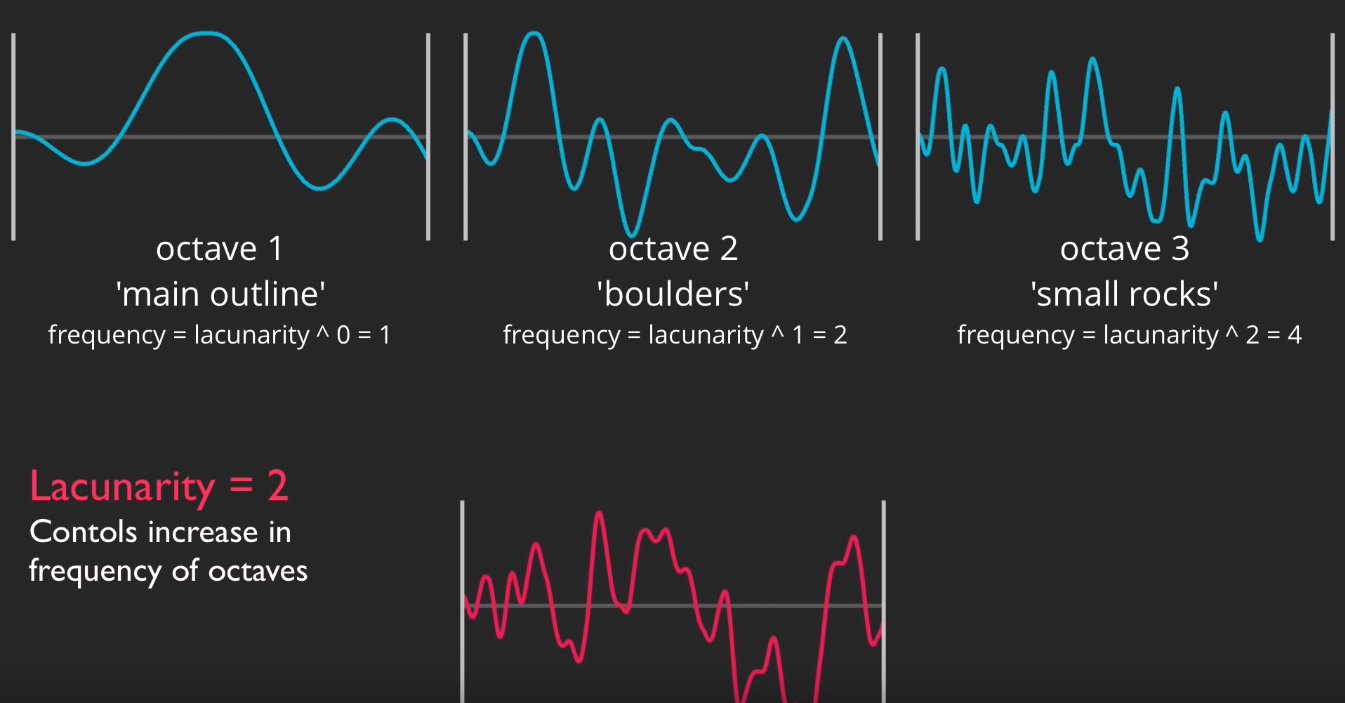 octave 1
'main outline'
frequency = lacunarity ^ 0 = 1
octave 2
'boulders'
frequency = lacunarity ^ 1 = 2
octave 3
'small rocks'
frequency = lacunarity ^ 2 = 4
Lacunarity = 2
Contols increase in
frequency of octaves